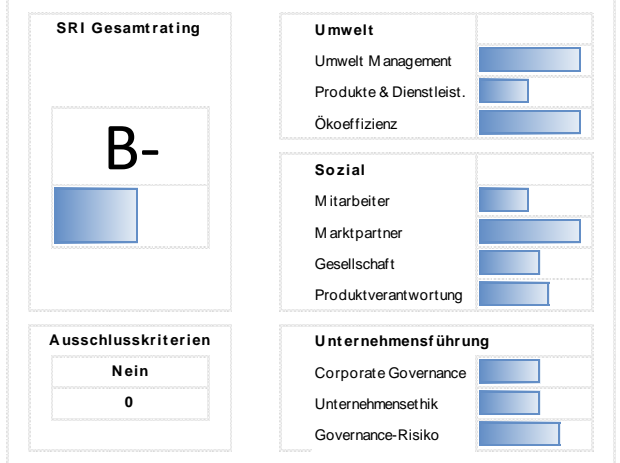 SRI Gesamtrating
B-
Ausschlusskriterien
Nein
0
Umwelt
Umwelt Management
Produkte & Dienstleist.
Ökoeffizienz
Sozial
Mitarbeiter
Marktpartner
Gesellschaft
Produktverantwortung
Unternehmensführung
Corporate Governance
Unternehmensethik
Governance-Risiko